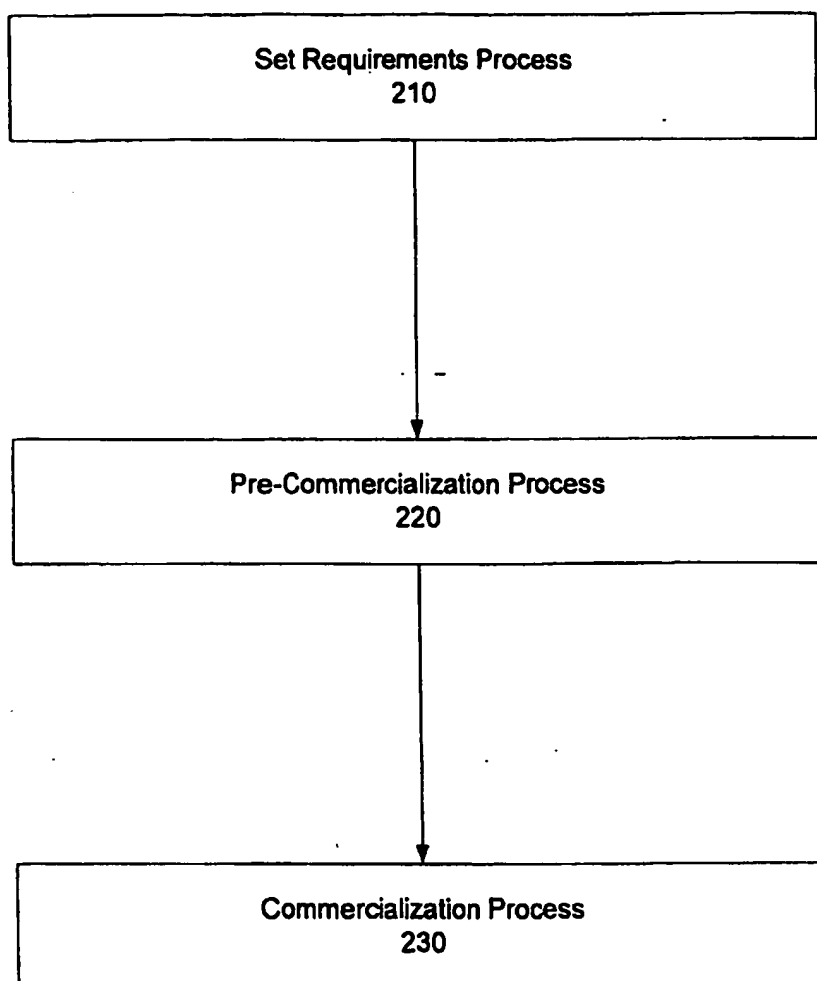 Set Requirements Process
210
Pre-Commercialization Process
220
Commercialization Process
230